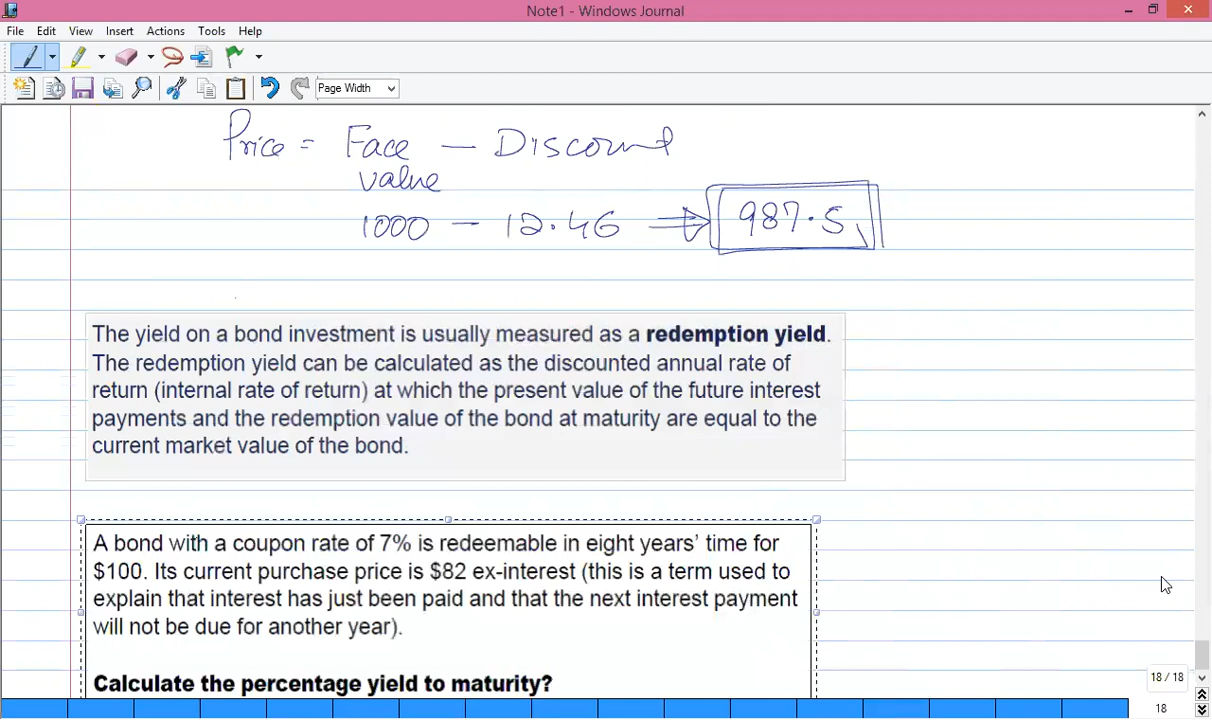 Note1 - Windows Journal
File Edit View Insert Actions Tools Help
Page Width
Price = Face — Discount
value
1000 — 12.46 ⇒ 987.5
The yield on a bond investment is usually measured as a redemption yield.
The redemption yield can be calculated as the discounted annual rate of
return (internal rate of return) at which the present value of the future interest
payments and the redemption value of the bond at maturity are equal to the
current market value of the bond.
A bond with a coupon rate of 7% is redeemable in eight years' time for
$100. Its current purchase price is $82 ex-interest (this is a term used to
explain that interest has just been paid and that the next interest payment
will not be due for another year).
Calculate the percentage yield to maturity?
18 / 18
18